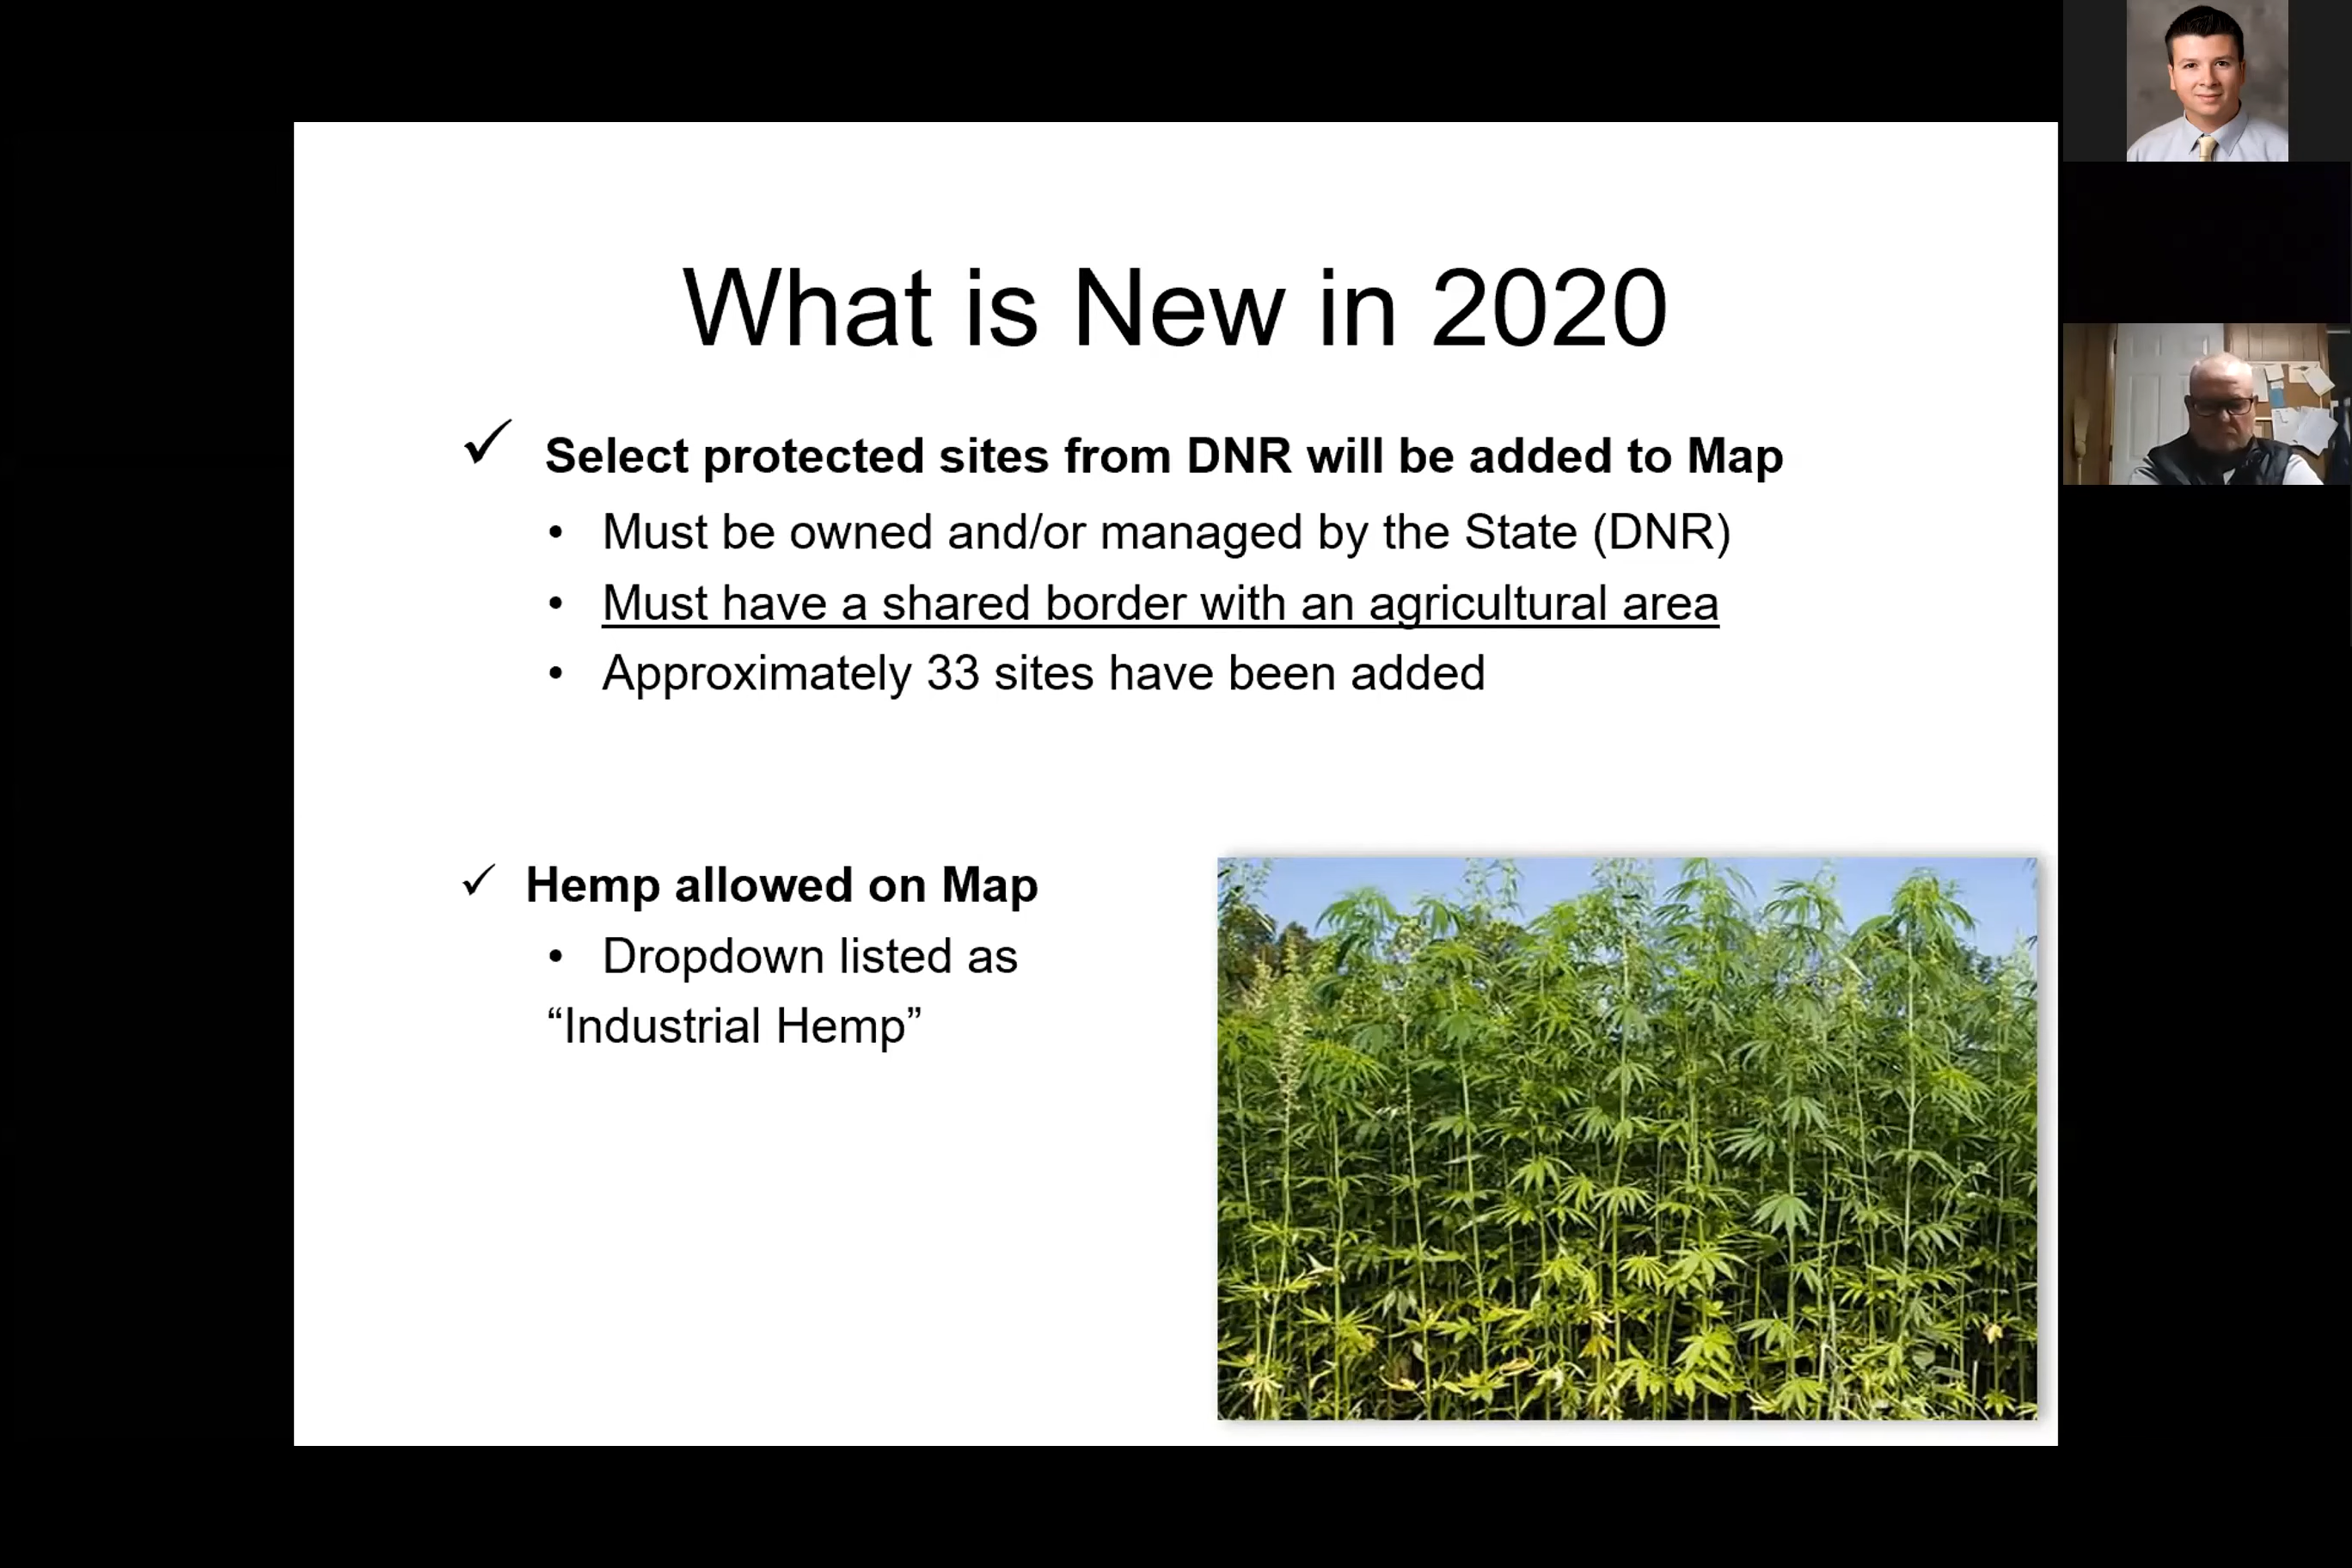 What is New in 2020
✓ Select protected sites from DNR will be added to Map
• Must be owned and/or managed by the State (DNR)
• Must have a shared border with an agricultural area
• Approximately 33 sites have been added
✓ Hemp allowed on Map
• Dropdown listed as
“Industrial Hemp”